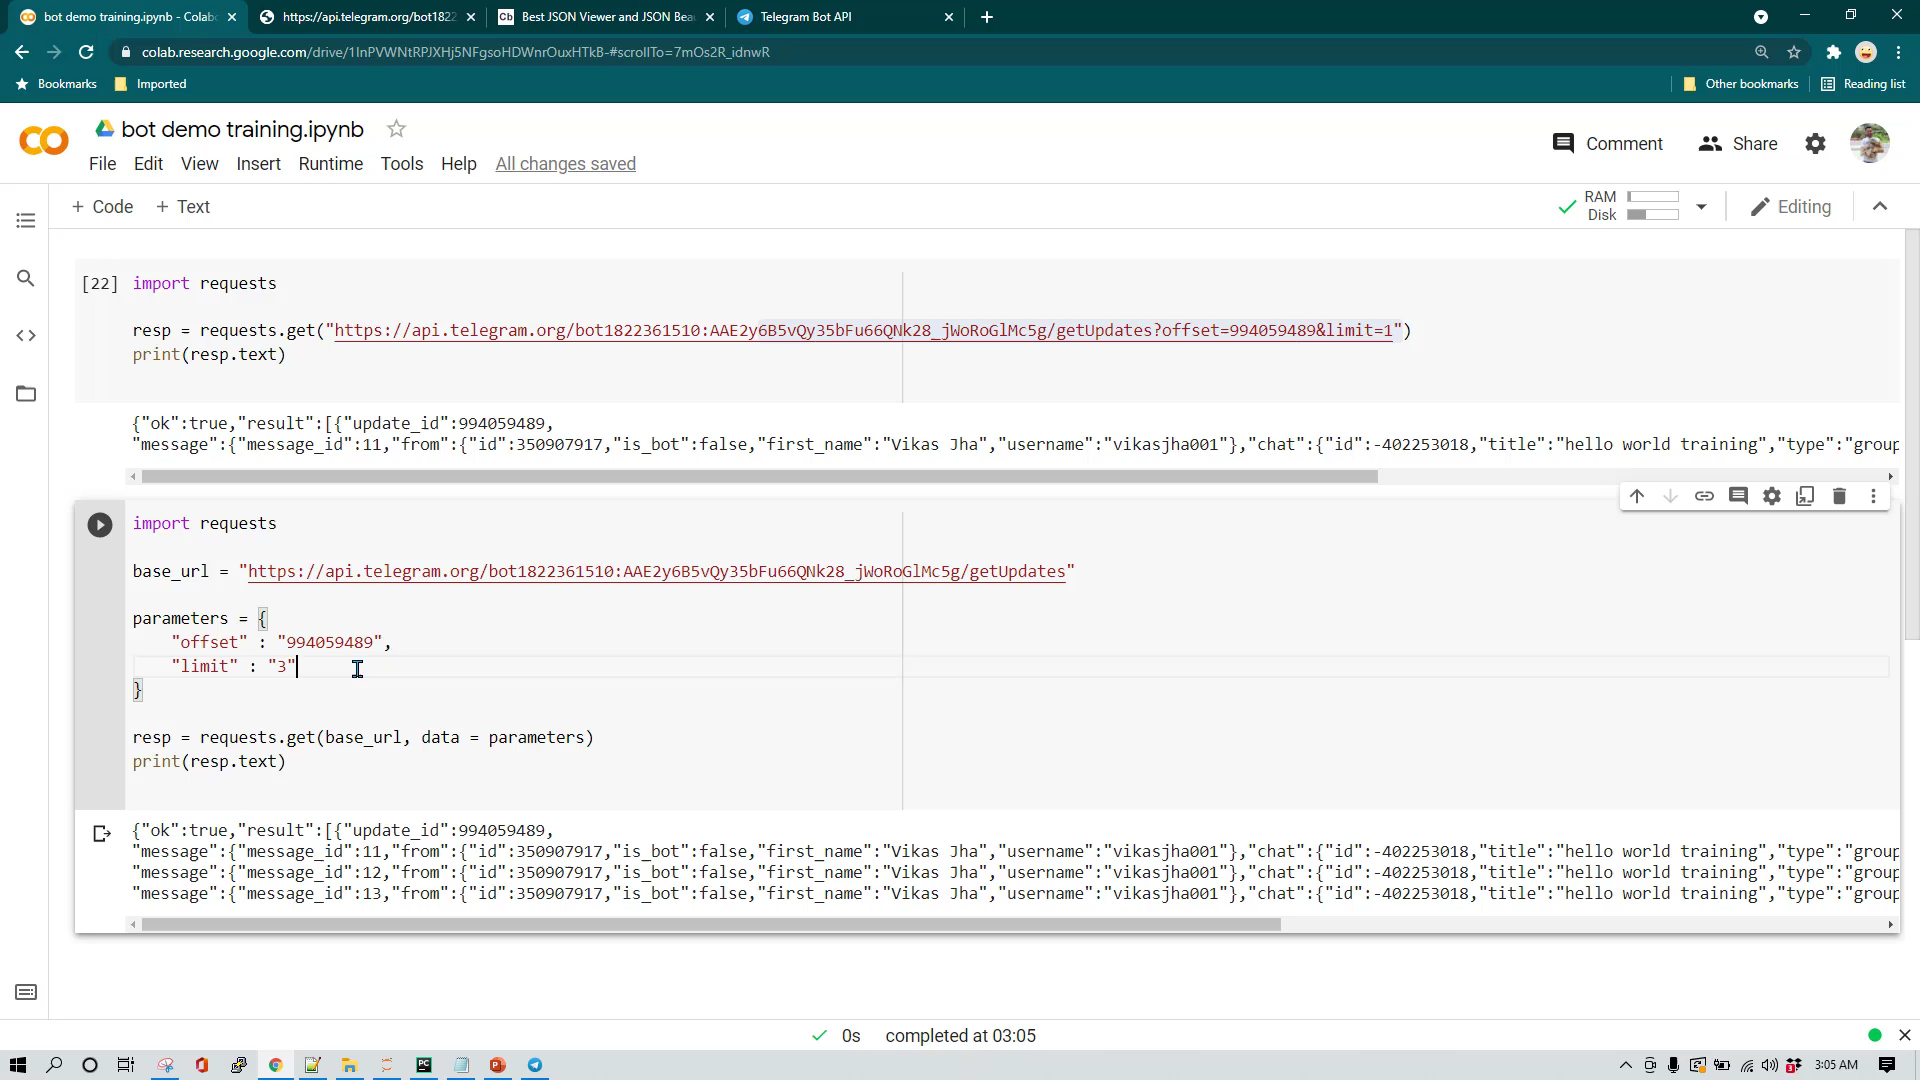 bot demo training.ipynb - Colab
https://api.telegram.org/bot1822
Best JSON Viewer and JSON Bea
Telegram Bot API
colab.research.google.com/drive/1InPVWNtRPJXHj5NFgsoHDWnrOuxHTkB-#scrollTo=7mOs2R_idnwR
Bookmarks
Imported
Other bookmarks
Reading list
bot demo training.ipynb
File Edit View Insert Runtime Tools Help All changes saved
Comment
Share
+ Code + Text
RAM
Disk
Editing
[22] import requests
resp = requests.get("https://api.telegram.org/bot1822361510:AAE2y6B5vQy35bFu66QNk28_jWoRoGlMc5g/getUpdates?offset=994059489&limit=1")
print(resp.text)
{"ok":true,"result":[{"update_id":994059489,
"message":{"message_id":11,"from":{"id":350907917,"is_bot":false,"first_name":"Vikas Jha","username":"vikasjha001"},"chat":{"id":-402253018,"title":"hello world training","type":"group
import requests
base_url = "https://api.telegram.org/bot1822361510:AAE2y6B5vQy35bFu66QNk28_jWoRoGlMc5g/getUpdates"
parameters = {
"offset" : "994059489",
"limit" : "3"
}
resp = requests.get(base_url, data = parameters)
print(resp.text)
{"ok":true,"result":[{"update_id":994059489,
"message":{"message_id":11,"from":{"id":350907917,"is_bot":false,"first_name":"Vikas Jha","username":"vikasjha001"},"chat":{"id":-402253018,"title":"hello world training","type":"group
"message":{"message_id":12,"from":{"id":350907917,"is_bot":false,"first_name":"Vikas Jha","username":"vikasjha001"},"chat":{"id":-402253018,"title":"hello world training","type":"group
"message":{"message_id":13,"from":{"id":350907917,"is_bot":false,"first_name":"Vikas Jha","username":"vikasjha001"},"chat":{"id":-402253018,"title":"hello world training","type":"group
0s completed at 03:05
3:05 AM